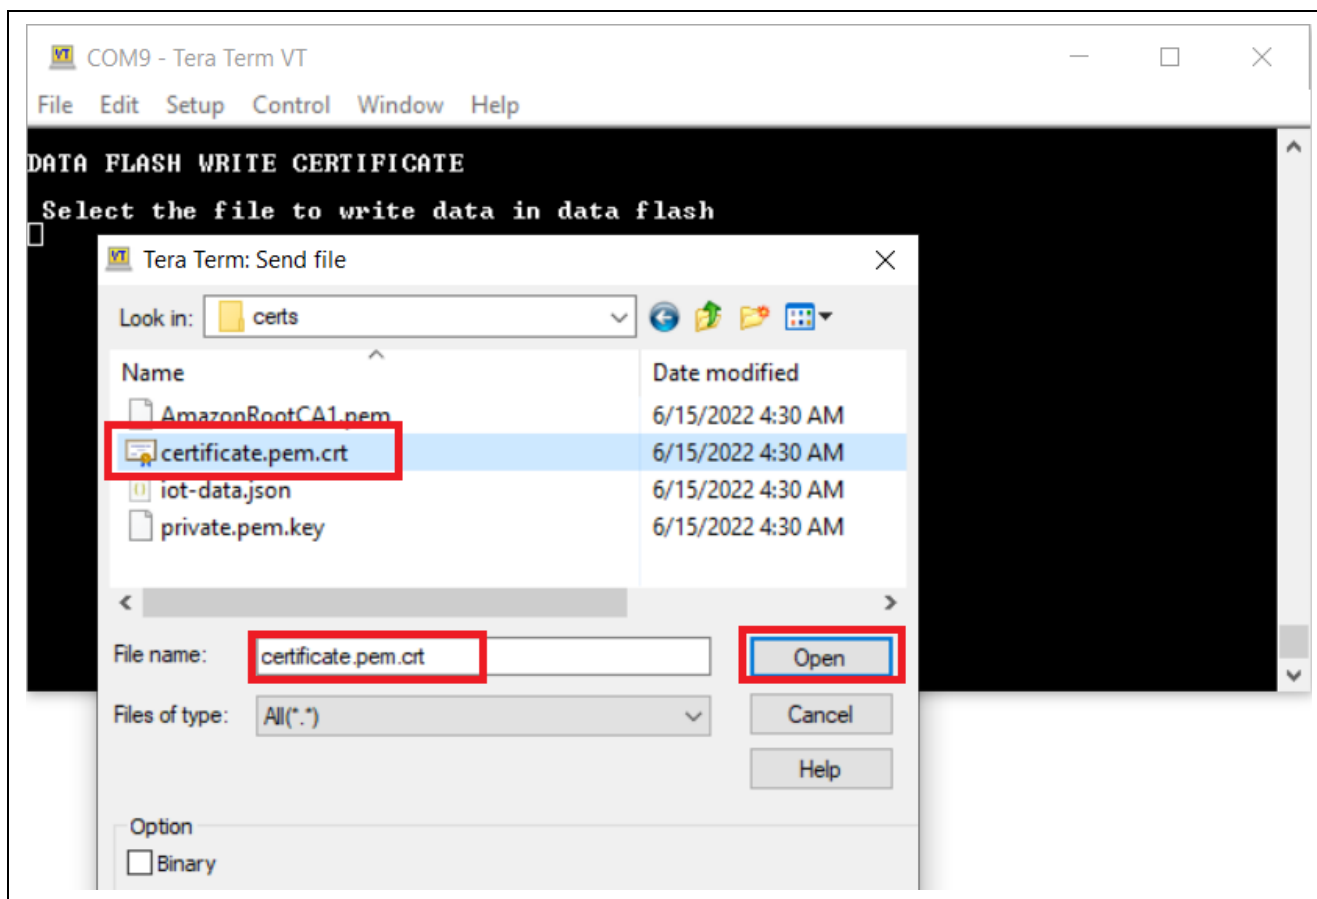 COM9 - Tera Term VT
File Edit Setup Control Window Help
DATA FLASH WRITE CERTIFICATE
Select the file to write data in data flash
Tera Term: Send file
Look in: certs
Name Date modified
AmazonRootCA1.pem 6/15/2022 4:30 AM
certificate.pem.crt 6/15/2022 4:30 AM
iot-data.json 6/15/2022 4:30 AM
private.pem.key 6/15/2022 4:30 AM
File name: certificate.pem.crt Open
Files of type: All(*.*) Cancel
Help
Option
Binary